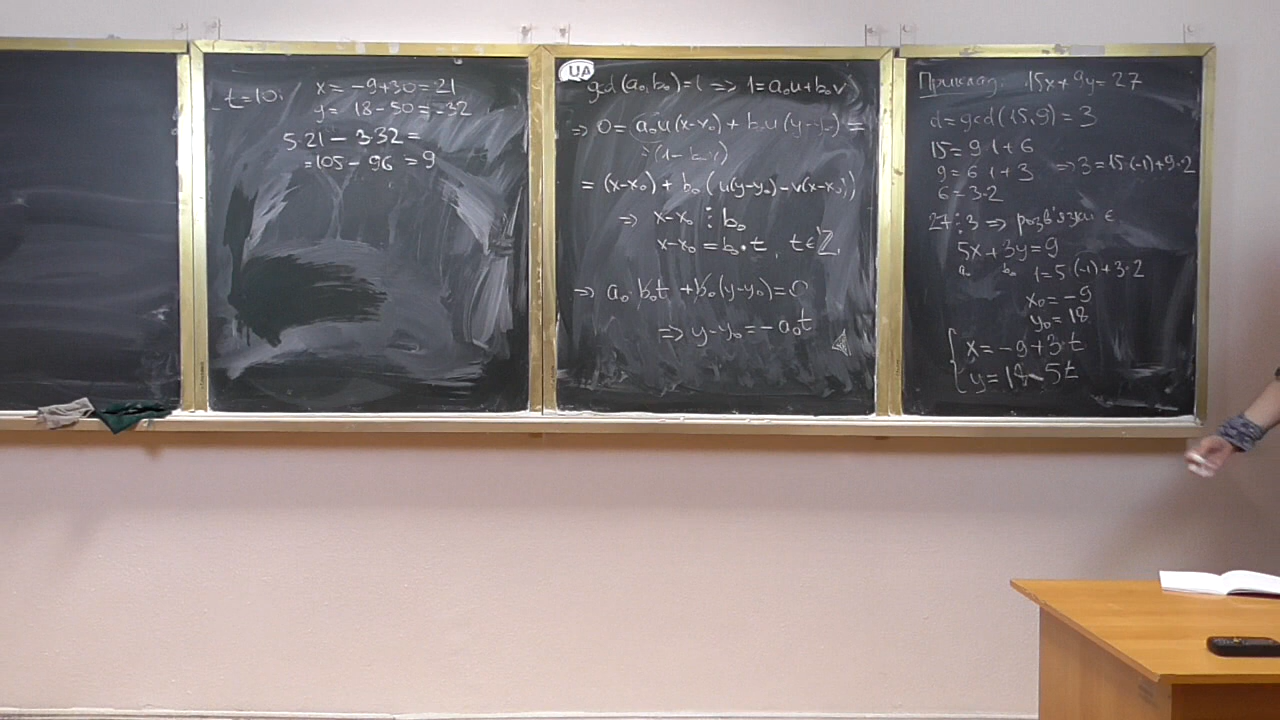 t=10:
x = -9+30 = 21
y = 18-50 = -32
5·21 - 3·32 =
=105 - 96 = 9
UA
gcd(a₀,b₀)=1 => 1=a₀u+b₀v
=> 0= a₀u(x-x₀) + b₀u(y-y₀) =
=(1-b₀v)
= (x-x₀) + b₀(u(y-y₀)-v(x-x₀))
=> x-x₀ ⋮ b₀
x-x₀ = b₀·t, t∈ℤ,
=> a₀·b₀t + b₀(y-y₀)=0
=> y-y₀ = -a₀t
Приклад: 15x + 9y = 27
d = gcd(15,9) = 3
15 = 9·1+6
9 = 6·1+3 => 3=15·(-1)+9·2
6 = 3·2
27⋮3 => розв'язки є
5x + 3y = 9
a₀ b₀ 1=5·(-1)+3·2
x₀ = -9
y₀ = 18
x = -9+3·t
y = 18-5t